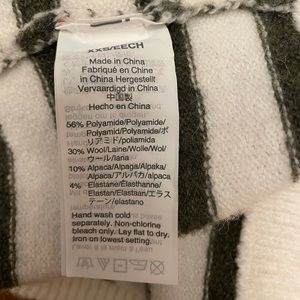 XXS/EECH
Made in China
Fabriqué en Chine
in China
Hergestellt
Vervaardigd in China
中国製
Hecho en China
56% Polyamide/Polyamide/
Polyamid/Polyamide/ポ
リアミド/poliamida
30% Wool/Laine/Wolle/Wol/
ウール/lana
10% Alpaca/Alpaga/Alpaka/
Alpaca/アルパカ/alpaca
4% Elastane/Élasthanne/
Elastan/Elastaan/エラス
テーン/elastano
Hand wash cold
separately. Non-chlorine
bleach only. Lay flat to dry.
Iron on lowest setting.
Lavage à l'eau